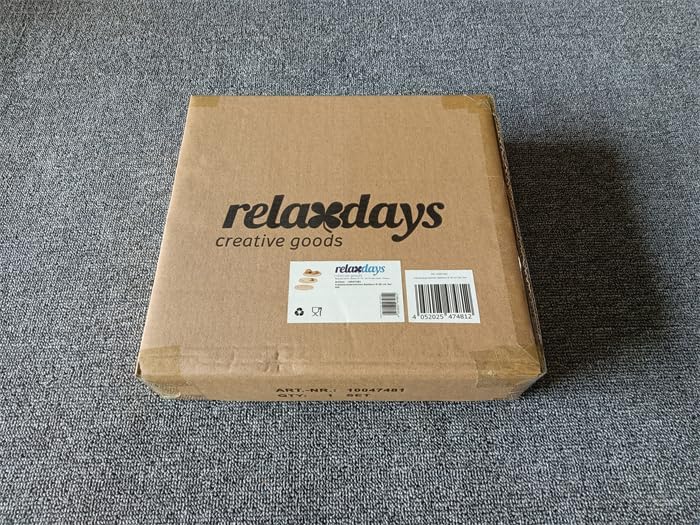 relaxdays
creative goods
relaxdays
4 052025 474812
ART.-NR.: 10047481
QTY: 1 SET